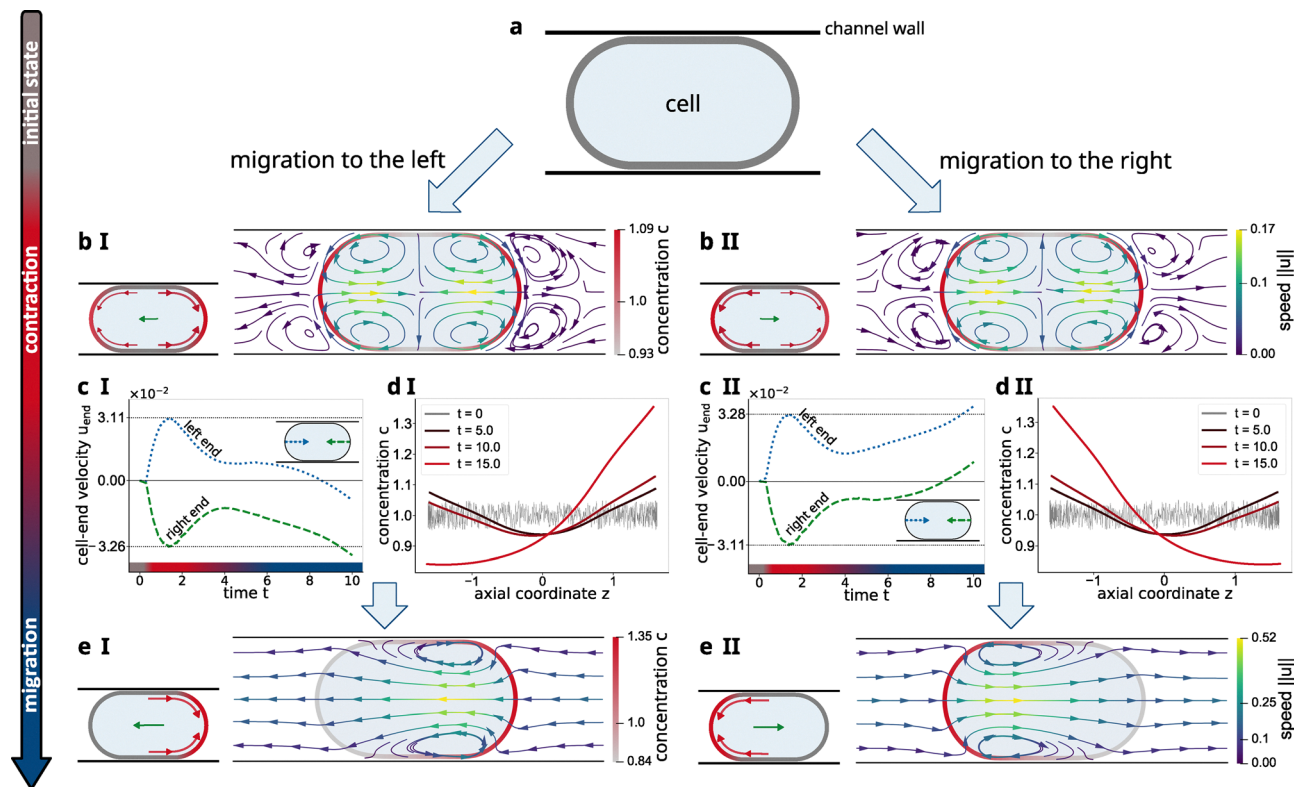 initial state
contraction
migration
a
channel wall
cell
migration to the left
migration to the right
b I
1.09
1.0
0.93
concentration c
b II
0.17
0.1
0.00
speed ||u||
c I
×10⁻²
3.11
0.00
−3.26
cell-end velocity u_end
left end
right end
0 2 4 6 8 10
time t
d I
1.3
1.2
1.1
1.0
0.9
concentration c
t = 0
t = 5.0
t = 10.0
t = 15.0
−1 0 1
axial coordinate z
c II
×10⁻²
3.28
0.00
−3.11
cell-end velocity u_end
left end
right end
0 2 4 6 8 10
time t
d II
1.3
1.2
1.1
1.0
0.9
concentration c
t = 0
t = 5.0
t = 10.0
t = 15.0
−1 0 1
axial coordinate z
e I
1.35
1.0
0.84
concentration c
e II
0.52
0.25
0.1
0.00
speed ||u||